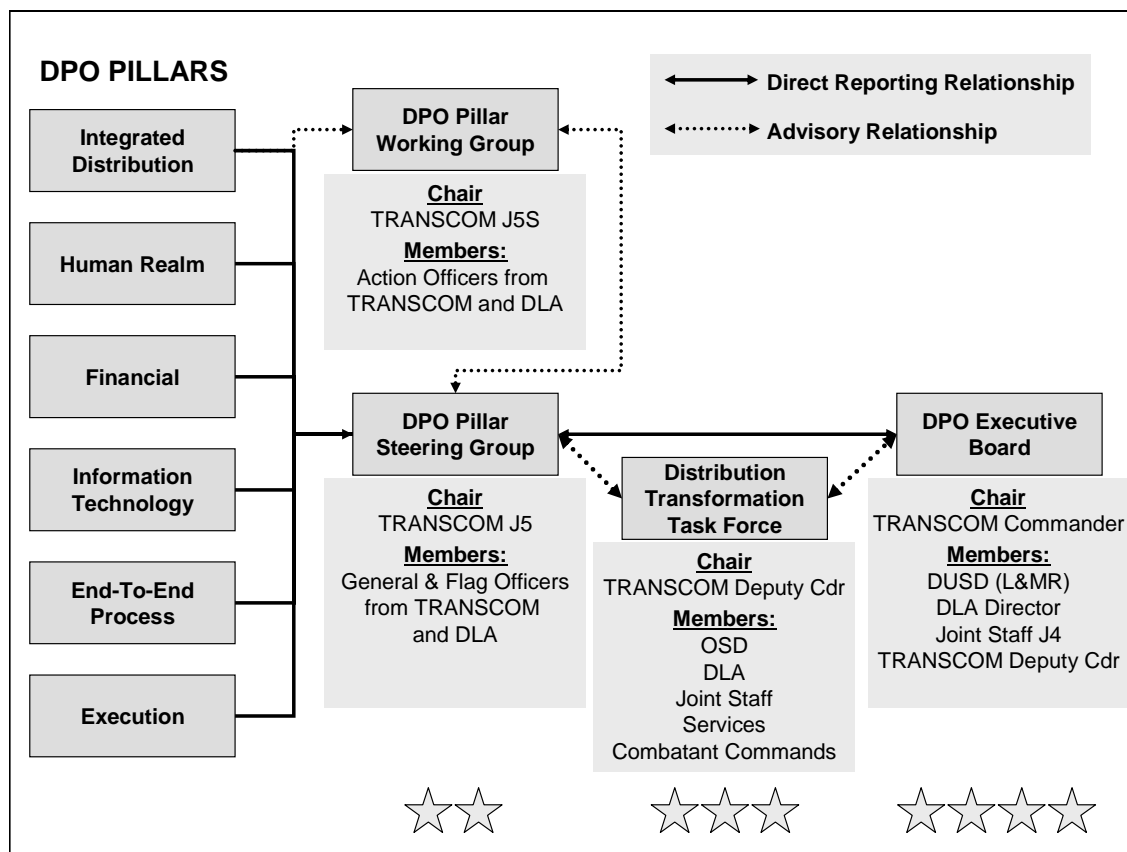 DPO PILLARS
Integrated
Distribution
Human Realm
Financial
Information
Technology
End-To-End
Process
Execution
Direct Reporting Relationship
Advisory Relationship
DPO Pillar
Working Group
Chair
TRANSCOM J5S
Members:
Action Officers from
TRANSCOM and DLA
DPO Pillar
Steering Group
Chair
TRANSCOM J5
Members:
General & Flag Officers
from TRANSCOM
and DLA
Distribution
Transformation
Task Force
Chair
TRANSCOM Deputy Cdr
Members:
OSD
DLA
Joint Staff
Services
Combatant Commands
DPO Executive
Board
Chair
TRANSCOM Commander
Members:
DUSD (L&MR)
DLA Director
Joint Staff J4
TRANSCOM Deputy Cdr